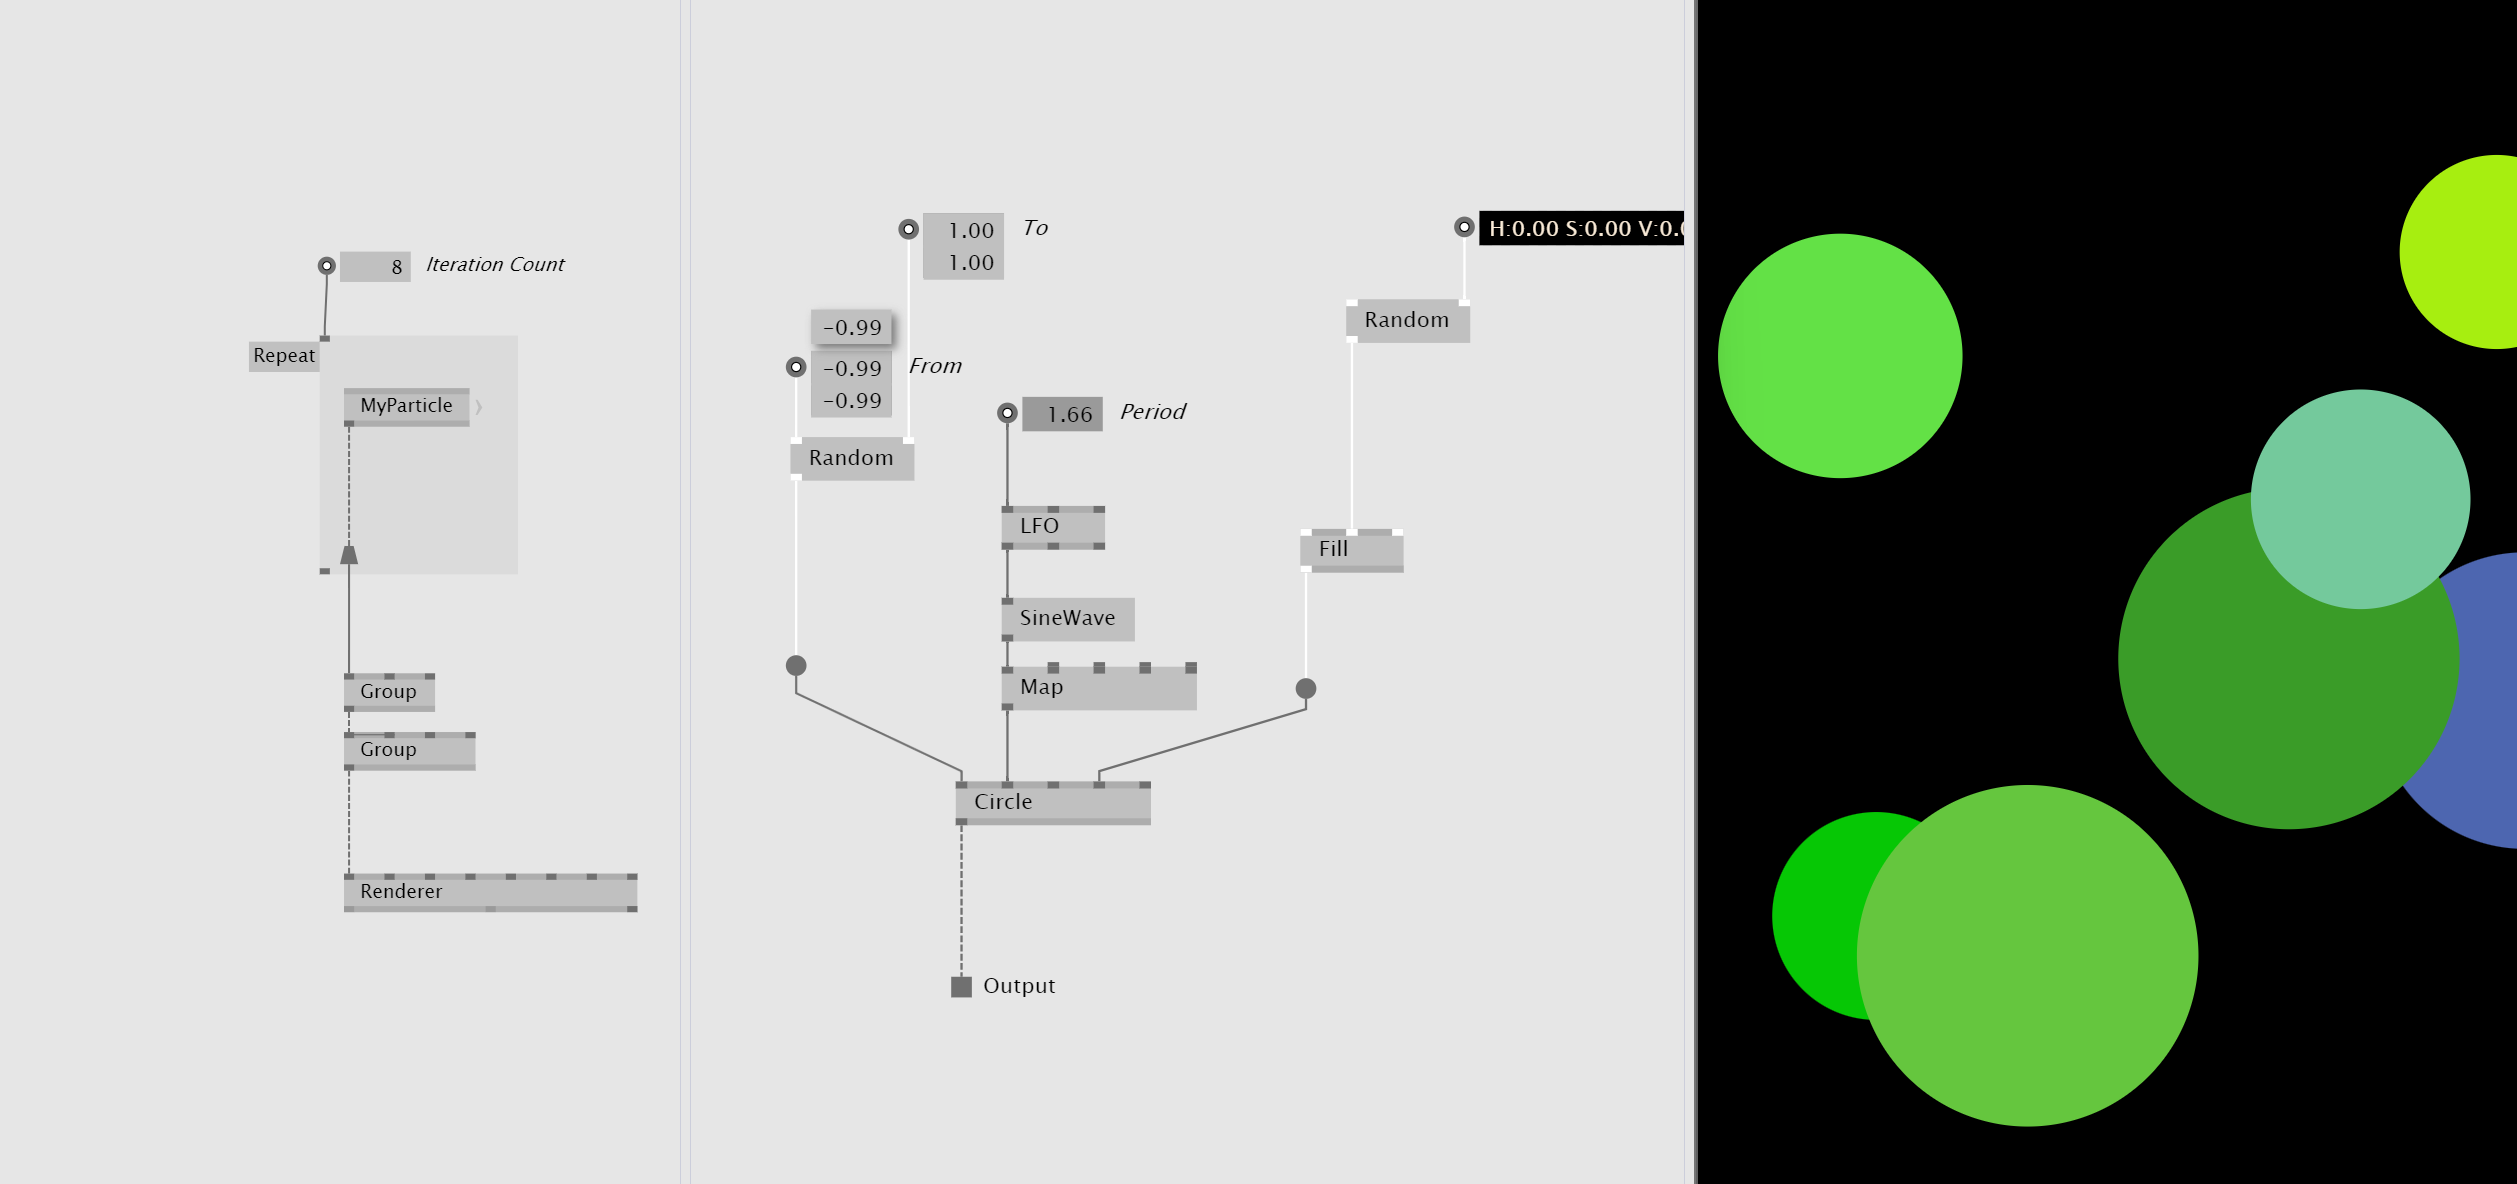 8 Iteration Count
Repeat
MyParticle
Group
Group
Renderer
1.00 To
1.00
-0.99
-0.99 From
-0.99
Random
1.66 Period
LFO
SineWave
Map
Circle
Output
H:0.00 S:0.00 V:0.0
Random
Fill